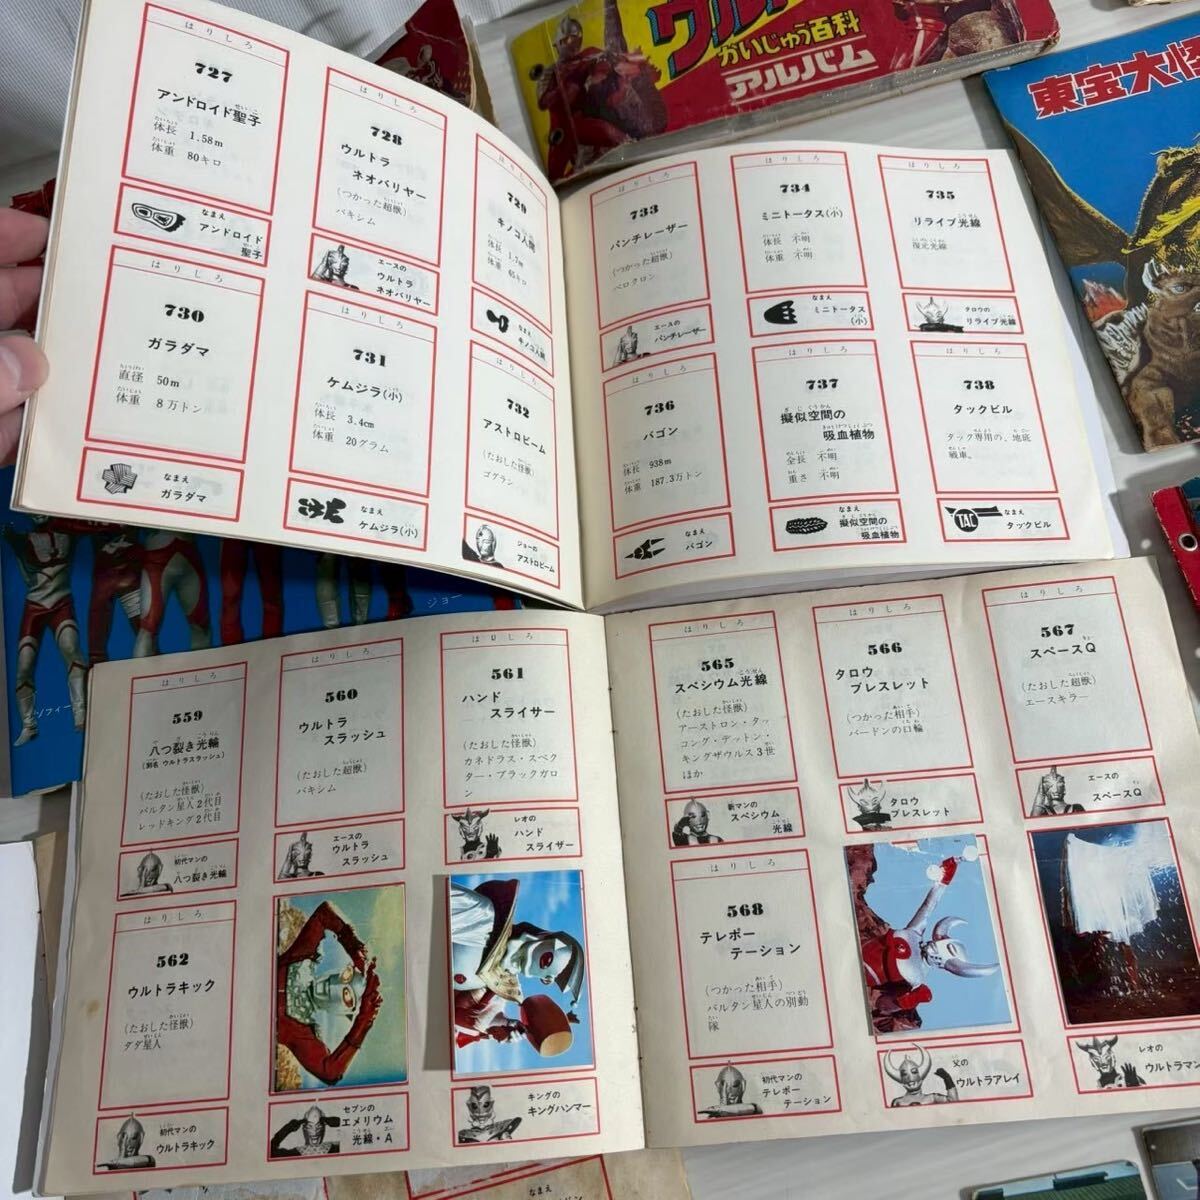 ウルト
かいじゅう百科
アルバム
東宝大怪
はりしろ
727
アンドロイド聖子
体長 1.58m
体重 80キロ
なまえ
アンドロイド
聖子
はりしろ
728
ウルトラ
ネオバリヤー
(つかった超獣)
バキシム
エースの
ウルトラ
ネオバリヤー
はりしろ
729
キノコ人間
体長 1.7m
体重 65キロ
なまえ
キノコ人間
はりしろ
730
ガラダマ
直径 50m
体重 8万トン
なまえ
ガラダマ
はりしろ
731
ケムジラ(小)
体長 3.4cm
体重 20グラム
なまえ
ケムジラ(小)
はりしろ
732
アストロビーム
(たおした怪獣)
ゴグラン
ジョーの
アストロビーム
はりしろ
733
パンチレーザー
(つかった超獣)
ベロクロン
エースの
パンチレーザー
はりしろ
734
ミニトータス(小)
体長 不明
体重 不明
なまえ
ミニトータス
(小)
はりしろ
735
リライブ光線
復元光線
タロウの
リライブ光線
はりしろ
736
バゴン
体長 938m
体重 187.3万トン
なまえ
バゴン
はりしろ
737
擬似空間の
吸血植物
全長 不明
重さ 不明
なまえ
擬似空間の
吸血植物
はりしろ
738
タックビル
タック専用の、地底
戦車。
TAC
なまえ
タックビル
ジョー
ゾフィー
はりしろ
559
八つ裂き光輪
(別名 ウルトラスラッシュ)
(たおした怪獣)
バルタン星人2代目
レッドキング2代目
初代マンの
八つ裂き光輪
はりしろ
560
ウルトラ
スラッシュ
(たおした超獣)
バキシム
エースの
ウルトラ
スラッシュ
はりしろ
561
ハンド
スライサー
(たおした怪獣)
カネドラス・スペク
ター・ブラックガロ
ン
レオの
ハンド
スライサー
はりしろ
562
ウルトラキック
(たおした怪獣)
ダダ星人
初代マンの
ウルトラキック
セブンの
エメリウム
光線・A
キングの
キングハンマー
はりしろ
565
スペシウム光線
(たおした怪獣)
アーストロン・タッ
コング・デットン・
キングザウルス3世
ほか
新マンの
スペシウム
光線
はりしろ
566
タロウ
ブレスレット
(つかった相手)
バードンの口輪
タロウ
ブレスレット
はりしろ
567
スペースQ
(たおした超獣)
エースキラー
エースの
スペースQ
はりしろ
568
テレポー
テーション
(つかった相手)
バルタン星人の別動
隊
初代マンの
テレポー
テーション
父の
ウルトラアレイ
レオの
ウルトラマン
なまえ